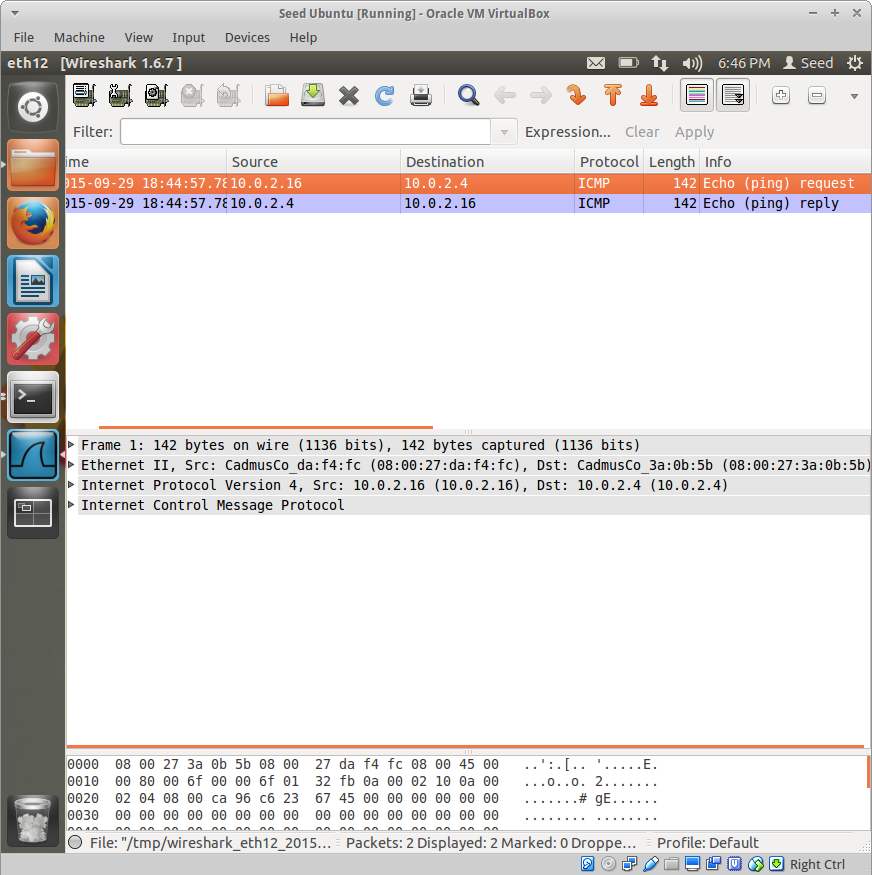 Seed Ubuntu [Running] - Oracle VM VirtualBox
File Machine View Input Devices Help
eth12 [Wireshark 1.6.7 ] 6:46 PM Seed
Filter: Expression... Clear Apply
ime Source Destination Protocol Length Info
015-09-29 18:44:57.78 10.0.2.16 10.0.2.4 ICMP 142 Echo (ping) request
015-09-29 18:44:57.78 10.0.2.4 10.0.2.16 ICMP 142 Echo (ping) reply
Frame 1: 142 bytes on wire (1136 bits), 142 bytes captured (1136 bits)
Ethernet II, Src: CadmusCo_da:f4:fc (08:00:27:da:f4:fc), Dst: CadmusCo_3a:0b:5b (08:00:27:3a:0b:5b)
Internet Protocol Version 4, Src: 10.0.2.16 (10.0.2.16), Dst: 10.0.2.4 (10.0.2.4)
Internet Control Message Protocol
0000 08 00 27 3a 0b 5b 08 00 27 da f4 fc 08 00 45 00 ..':.[.. '.....E.
0010 00 80 00 6f 00 00 6f 01 32 fb 0a 00 02 10 0a 00 ...o..o. 2.......
0020 02 04 08 00 ca 96 c6 23 67 45 00 00 00 00 00 00 .......# gE......
0030 00 00 00 00 00 00 00 00 00 00 00 00 00 00 00 00 ........ ........
File: "/tmp/wireshark_eth12_2015... Packets: 2 Displayed: 2 Marked: 0 Droppe... Profile: Default
Right Ctrl